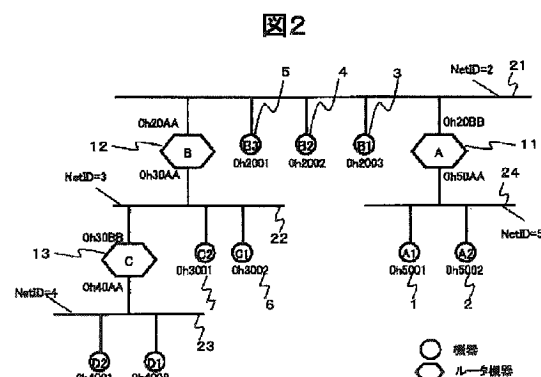 図2
5 4 3 NetID=2 21
0h20AA 0h20BB
12 B B2 B1 A 11
0h2001 0h2002 0h2003
0h30AA 0h50AA
NetID=3 24
22 NetID=5
0h30BB
13 C C2 C1 A1 A2
0h3001 0h3002 0h5001 0h5002
0h40AA
7 6 1 2
NetID=4
23
機器
D2 D1 ルータ機器